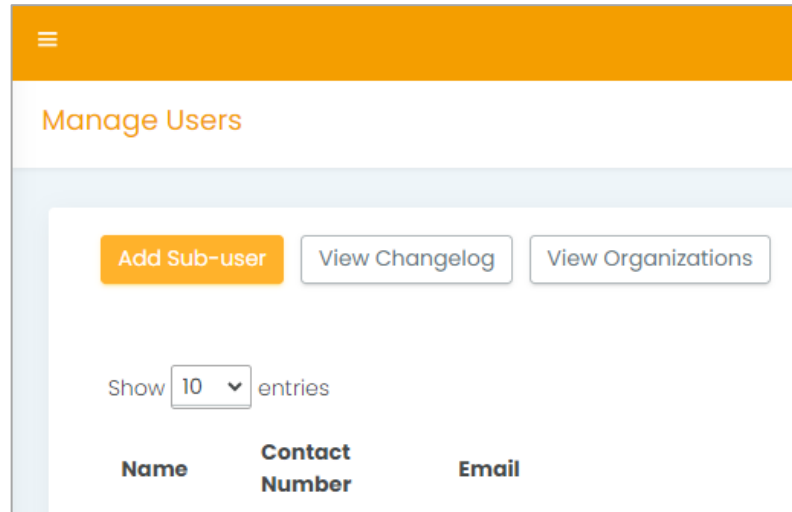 Manage Users
Add Sub-user View Changelog View Organizations
Show 10 entries
Name Contact Number Email